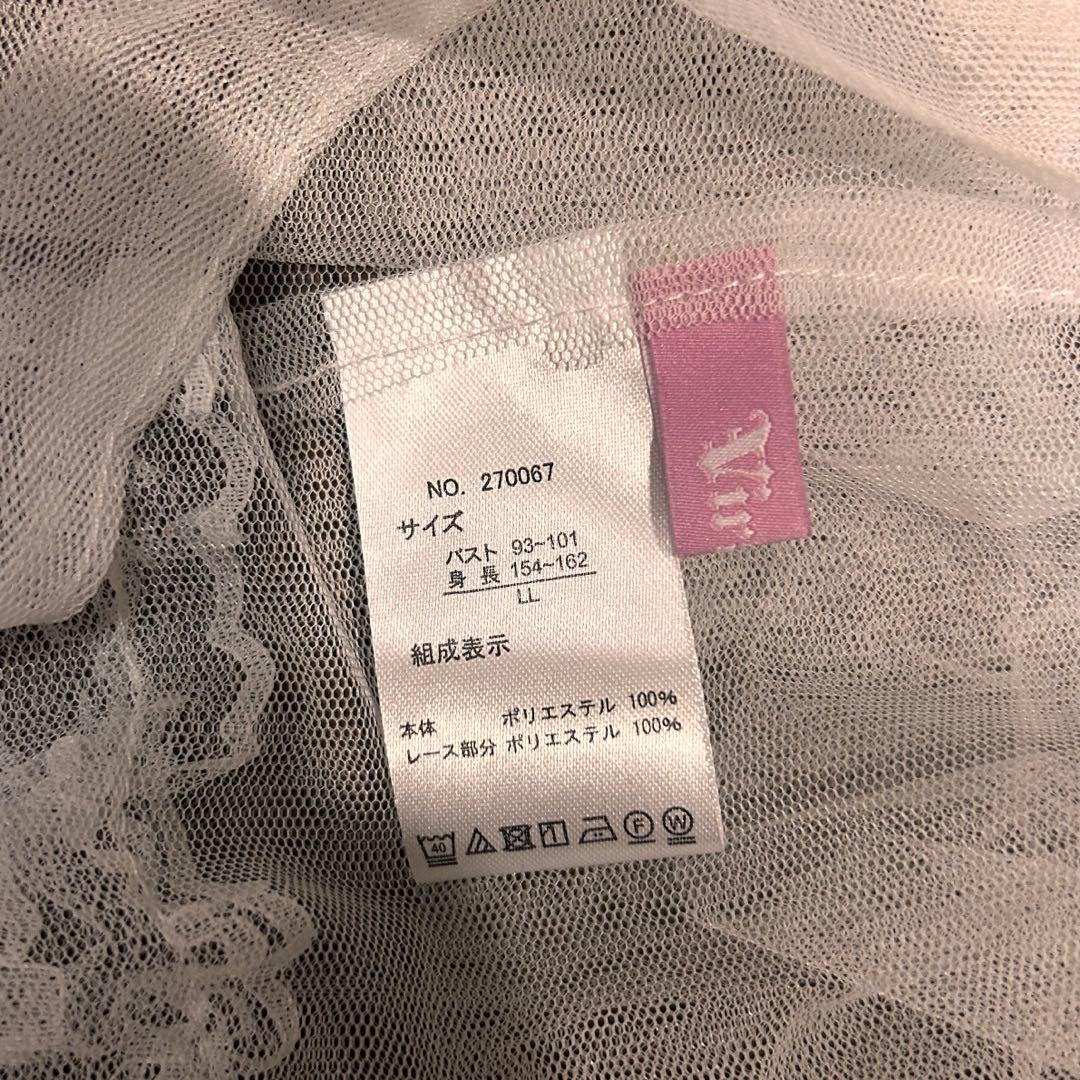 NO. 270067
サイズ
バスト 93~101
身 長 154~162
LL
組成表示
本体 ポリエステル 100%
レース部分 ポリエステル 100%
40 F W
Vir